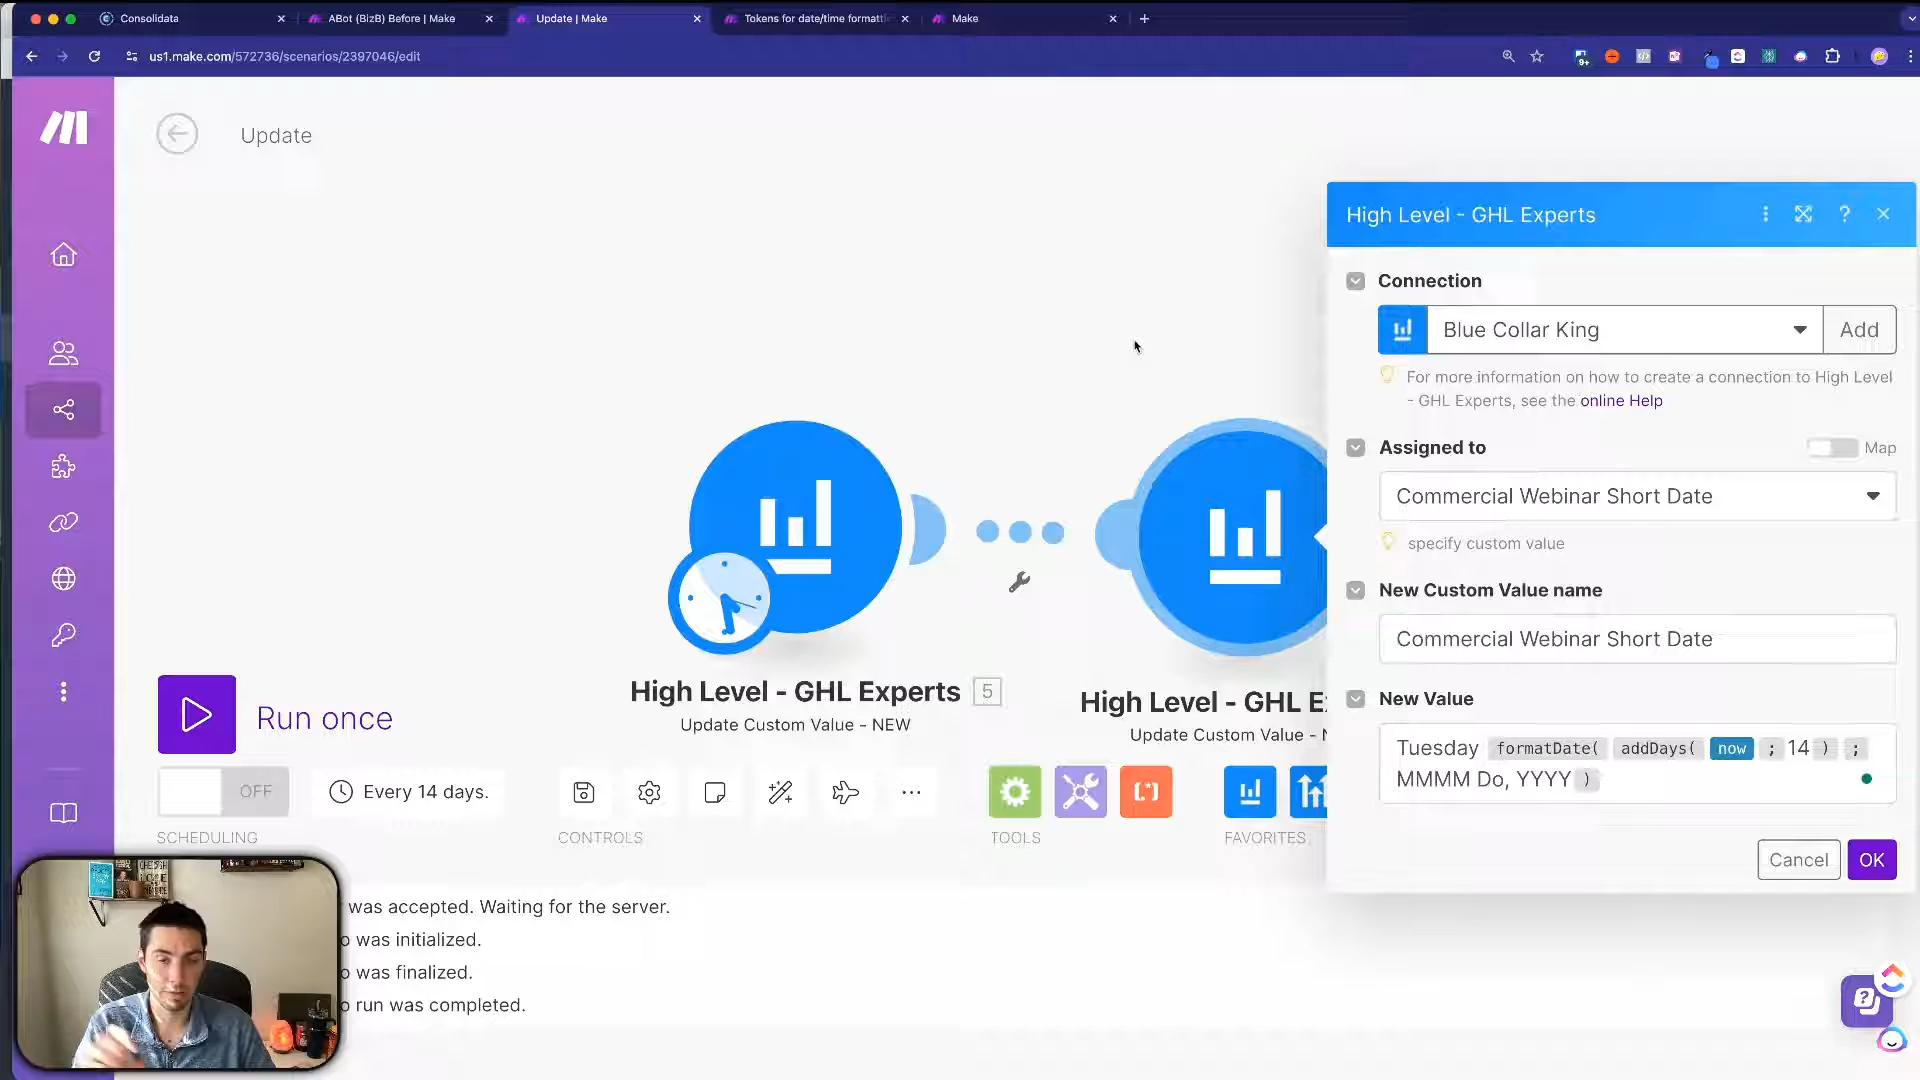 Consolidata
ABot (BizB) Before | Make
Update | Make
Tokens for date/time formatti
Make
us1.make.com/572736/scenarios/2397046/edit
9+
Update
High Level - GHL Experts
?
Connection
Blue Collar King
Add
For more information on how to create a connection to High Level
- GHL Experts, see the online Help
Assigned to
Map
Commercial Webinar Short Date
specify custom value
New Custom Value name
Commercial Webinar Short Date
New Value
Tuesday formatDate( addDays( now ; 14 ) ;
MMMM Do, YYYY )
Cancel
OK
High Level - GHL Experts 5
Update Custom Value - NEW
High Level - GHL E
Update Custom Value - N
Run once
OFF
Every 14 days.
SCHEDULING
CONTROLS
TOOLS
FAVORITES
was accepted. Waiting for the server.
o was initialized.
o was finalized.
o run was completed.